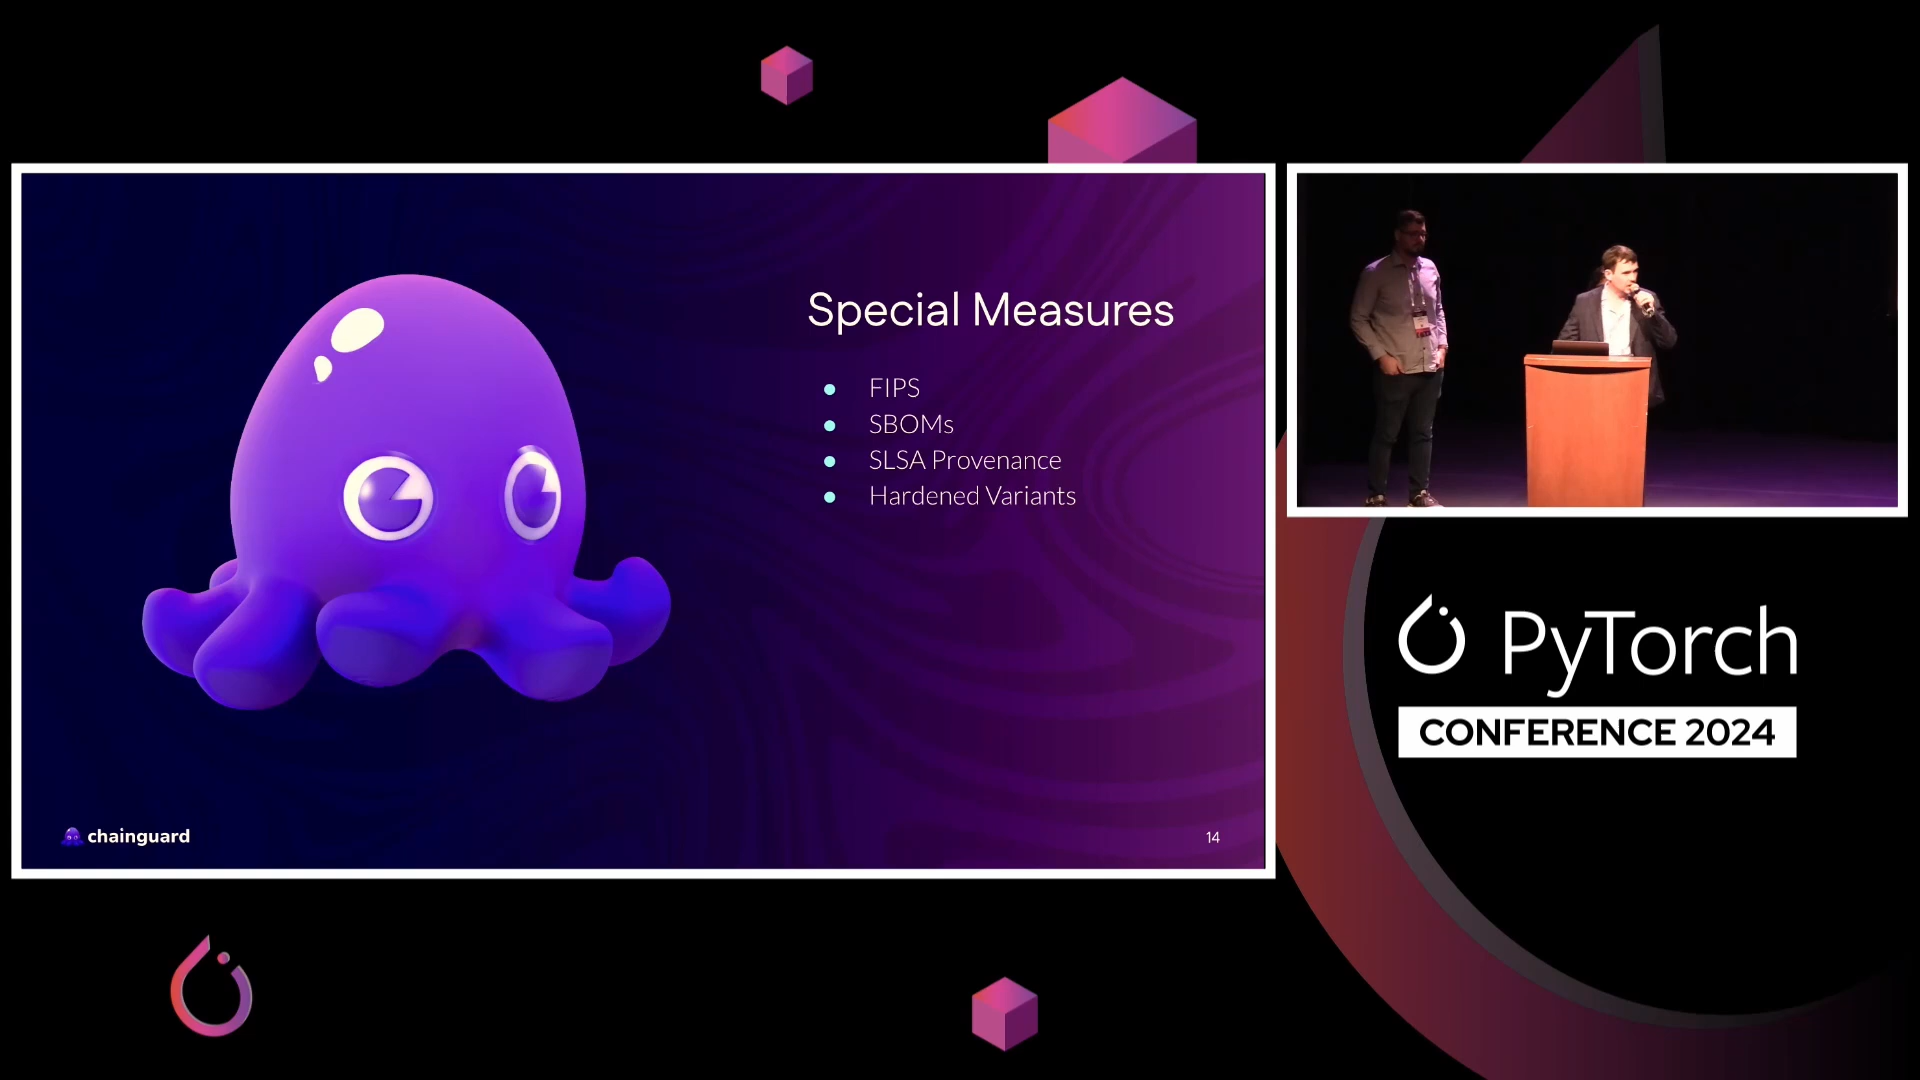 Special Measures
FIPS
SBOMs
SLSA Provenance
Hardened Variants
chainguard
14
PyTorch
CONFERENCE 2024